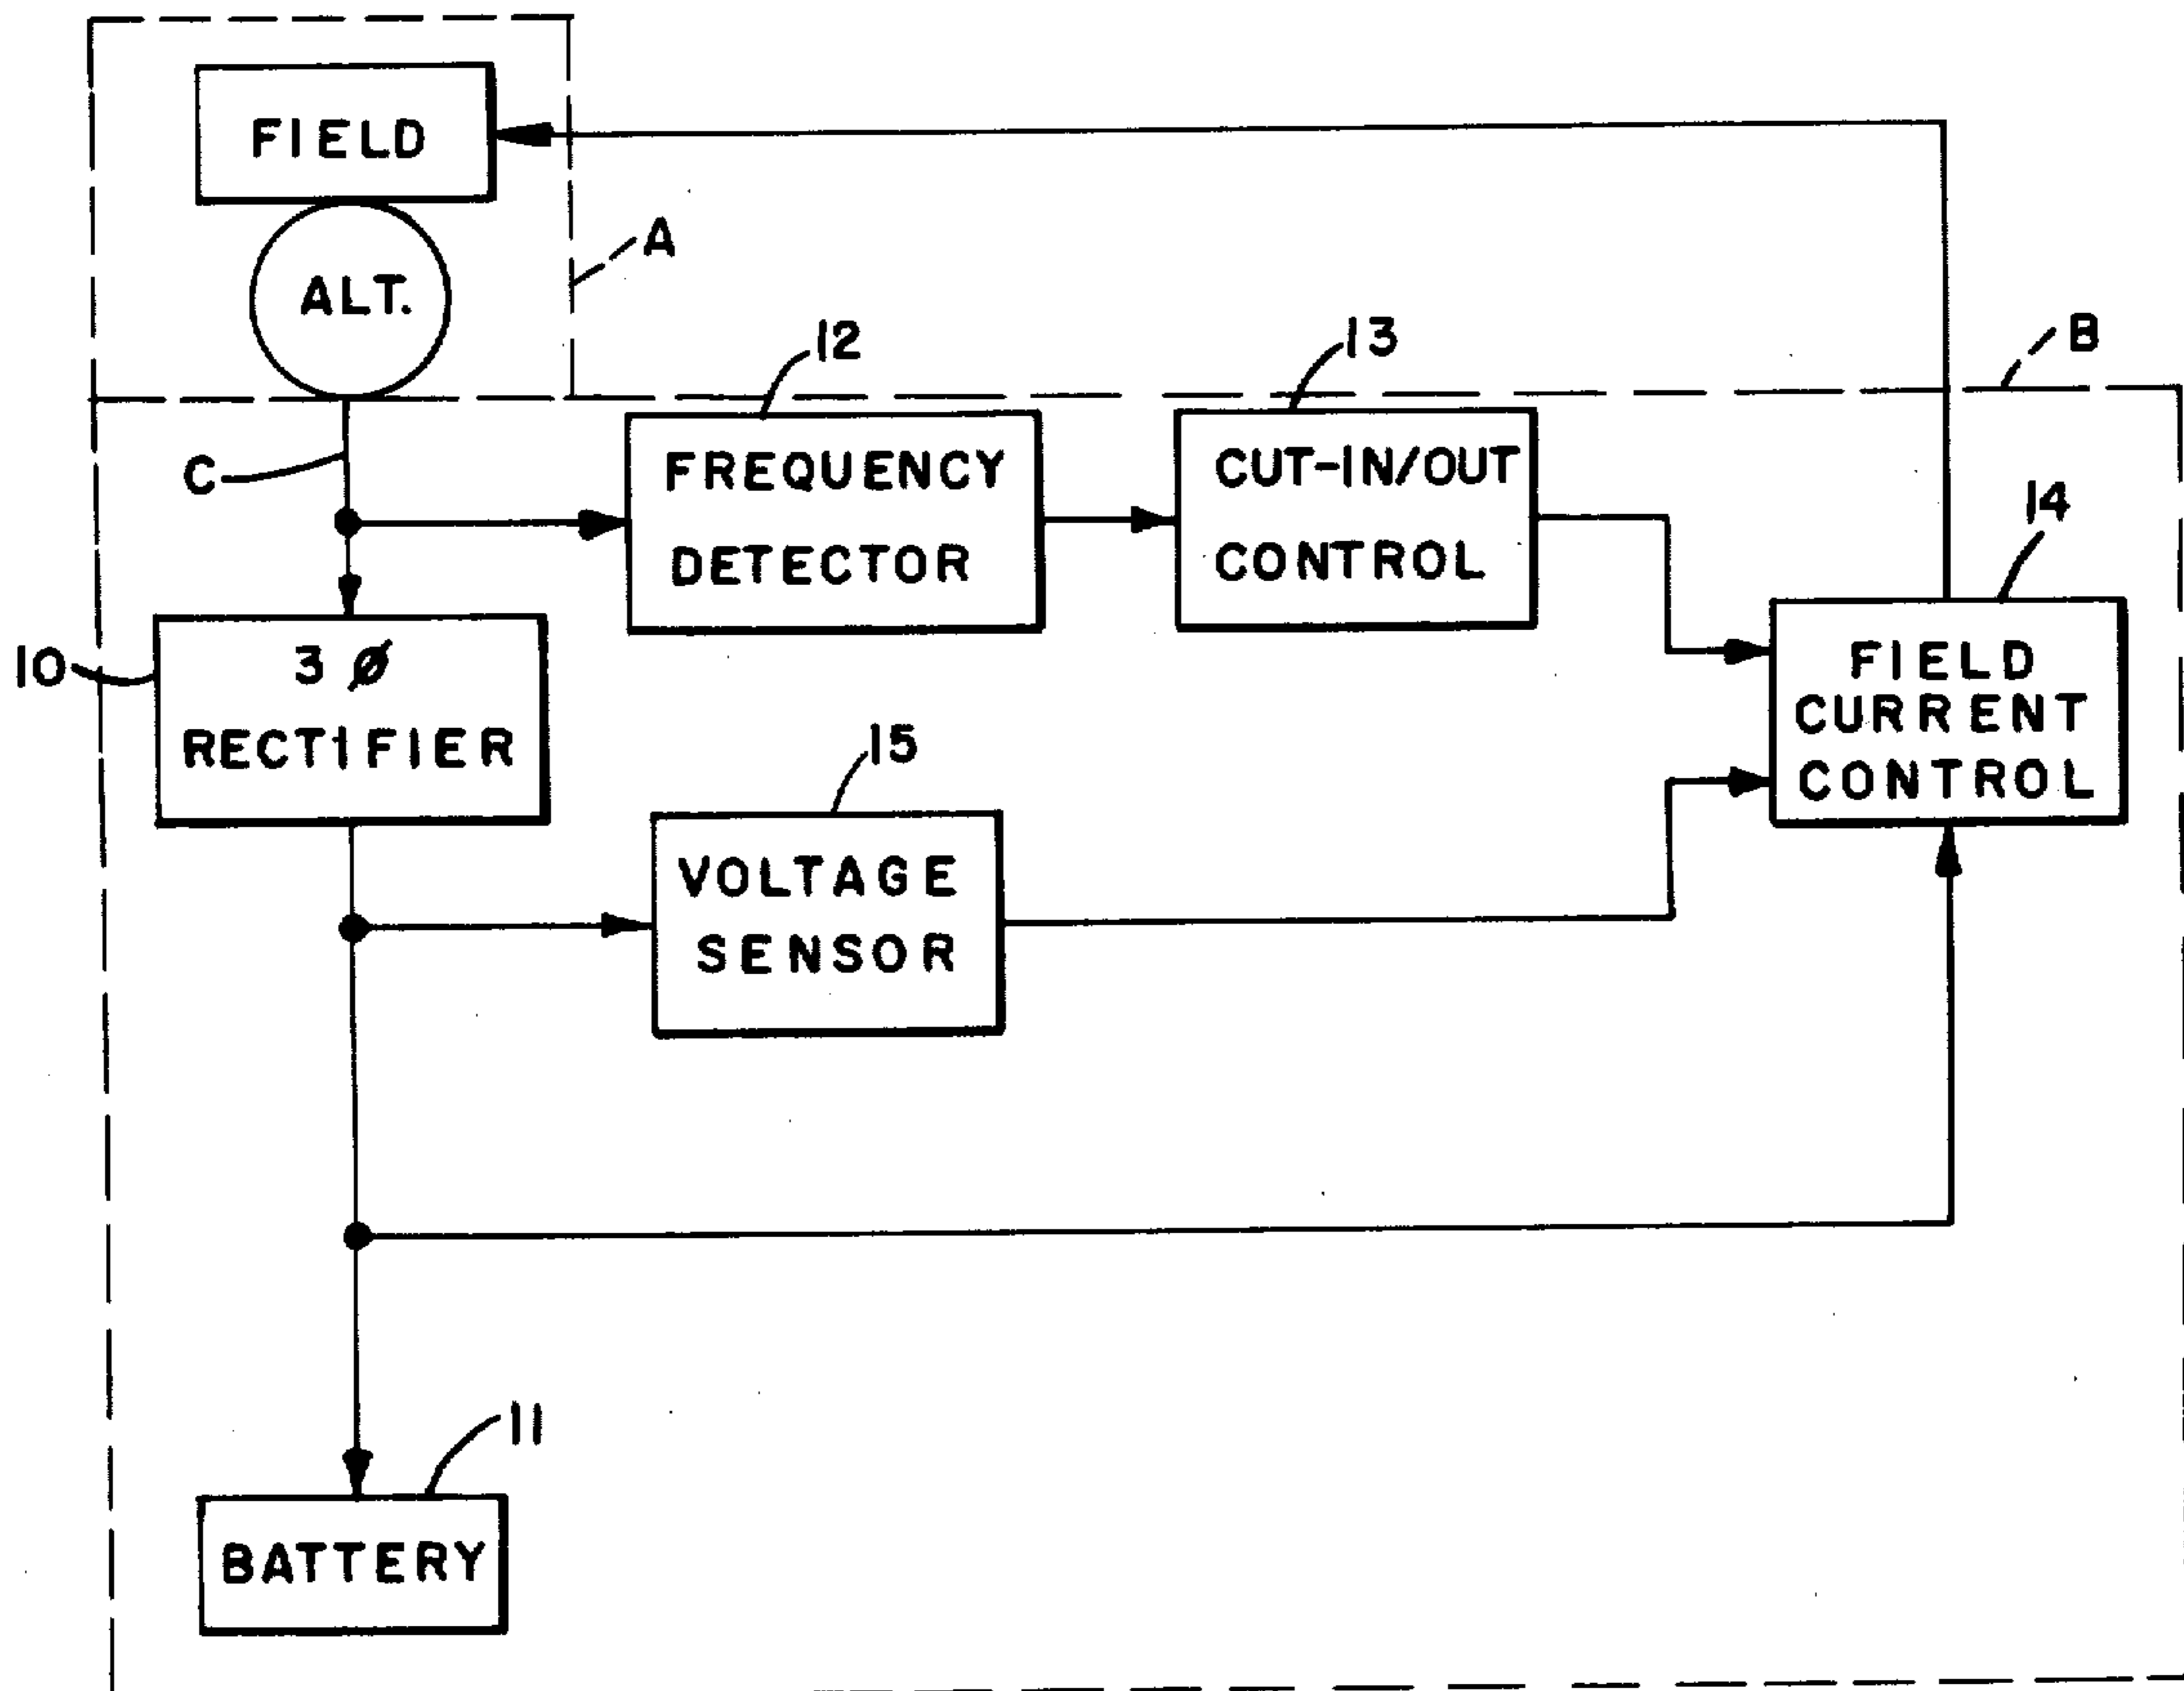 FIELD
ALT.
A
B
C
12
FREQUENCY
DETECTOR
13
CUT-IN/OUT
CONTROL
14
FIELD
CURRENT
CONTROL
10
3 Ø
RECTIFIER
15
VOLTAGE
SENSOR
11
BATTERY